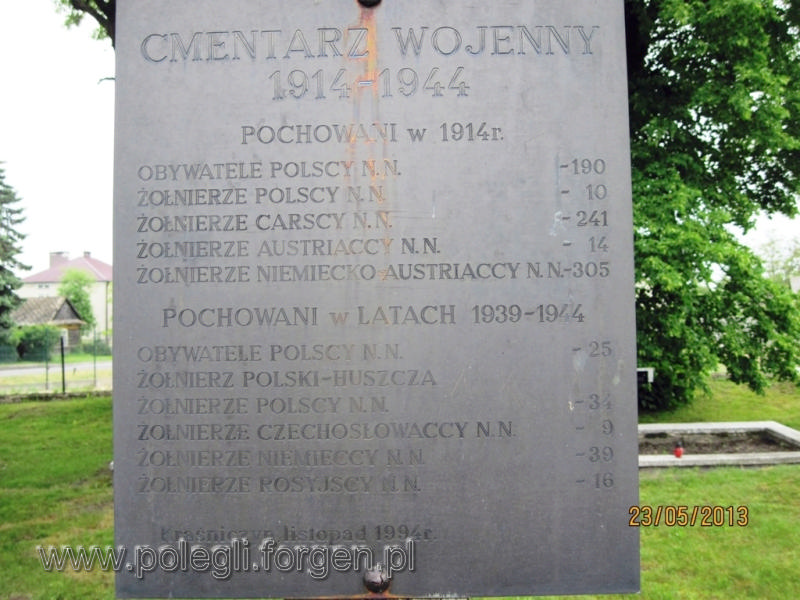 CMENTARZ WOJENNY
1914-1944
POCHOWANI w 1914r.
OBYWATELE POLSCY N.N. -190
ŻOŁNIERZE POLSCY N.N. - 10
ŻOŁNIERZE CARSCY N.N. -241
ŻOŁNIERZE AUSTRIACCY N.N. - 14
ŻOŁNIERZE NIEMIECKO-AUSTRIACCY N.N.-305
POCHOWANI w LATACH 1939-1944
OBYWATELE POLSCY N.N. - 25
ŻOŁNIERZ POLSKI-HUSZCZA
ŻOŁNIERZE POLSCY N.N. -34
ŻOŁNIERZE CZECHOSŁOWACCY N.N. - 9
ŻOŁNIERZE NIEMIECCY N.N. -39
ŻOŁNIERZE ROSYJSCY N.N. - 16
Kraśniczyn listopad 1994r.
23/05/2013
www.polegli.forgen.pl